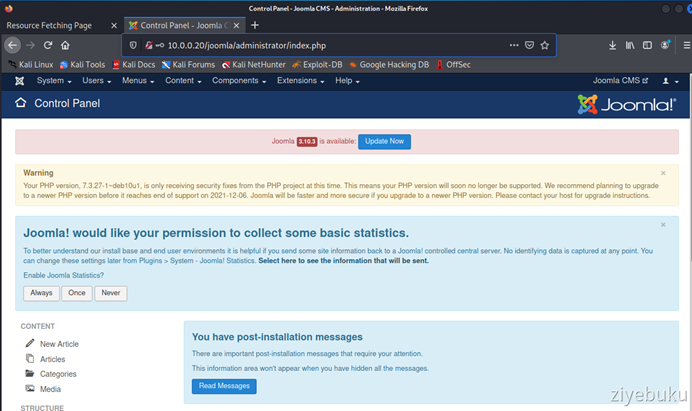 Control Panel - Joomla CMS - Administration - Mozilla Firefox
Resource Fetching Page
Control Panel - Joomla C
10.0.0.20/joomla/administrator/index.php
Kali Linux Kali Tools Kali Docs Kali Forums Kali NetHunter Exploit-DB Google Hacking DB OffSec
System Users Menus Content Components Extensions Help Joomla CMS
Control Panel Joomla!®
Joomla 3.10.3 is available: Update Now
Warning
Your PHP version, 7.3.27-1~deb10u1, is only receiving security fixes from the PHP project at this time. This means your PHP version will soon no longer be supported. We recommend planning to upgrade
to a newer PHP version before it reaches end of support on 2021-12-06. Joomla will be faster and more secure if you upgrade to a newer PHP version. Please contact your host for upgrade instructions.
Joomla! would like your permission to collect some basic statistics.
To better understand our install base and end user environments it is helpful if you send some site information back to a Joomla! controlled central server. No identifying data is captured at any point. You
can change these settings later from Plugins > System - Joomla! Statistics. Select here to see the information that will be sent.
Enable Joomla Statistics?
Always Once Never
CONTENT
New Article
Articles
Categories
Media
STRUCTURE
You have post-installation messages
There are important post-installation messages that require your attention.
This information area won't appear when you have hidden all the messages.
Read Messages
ziyebuku